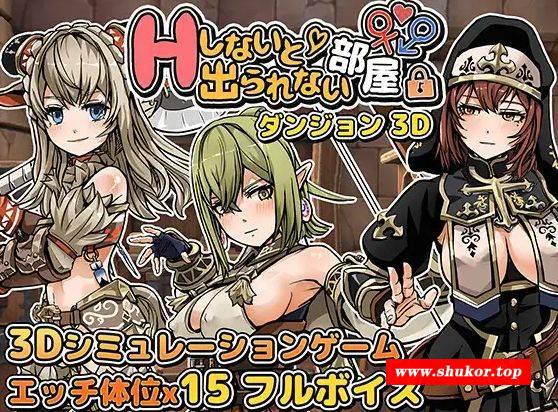 Hしないと
出られない部屋
ダンジョン 3D
3Dシミュレーションゲーム
エッチ体位x15 フルボイス
www.shukor.top